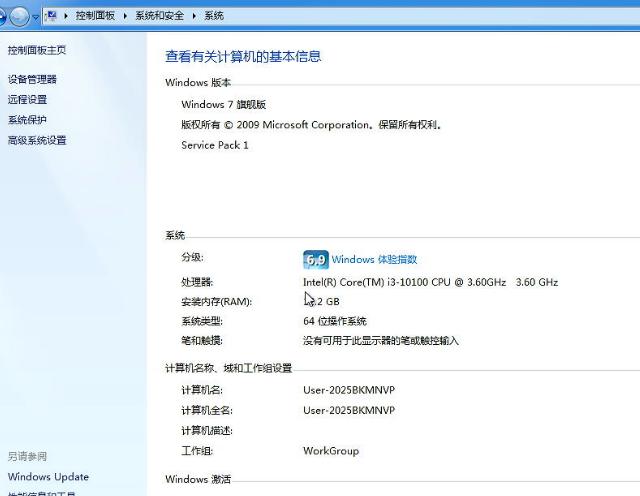 控制面板 ▸ 系统和安全 ▸ 系统
控制面板主页
设备管理器
远程设置
系统保护
高级系统设置
另请参阅
Windows Update
性能信息和工具
查看有关计算机的基本信息
Windows 版本
Windows 7 旗舰版
版权所有 © 2009 Microsoft Corporation。保留所有权利。
Service Pack 1
系统
分级:
6.9 Windows 体验指数
处理器:
Intel(R) Core(TM) i3-10100 CPU @ 3.60GHz 3.60 GHz
安装内存(RAM):
.2 GB
系统类型:
64 位操作系统
笔和触摸:
没有可用于此显示器的笔或触控输入
计算机名称、域和工作组设置
计算机名:
User-2025BKMNVP
计算机全名:
User-2025BKMNVP
计算机描述:
工作组:
WorkGroup
Windows 激活